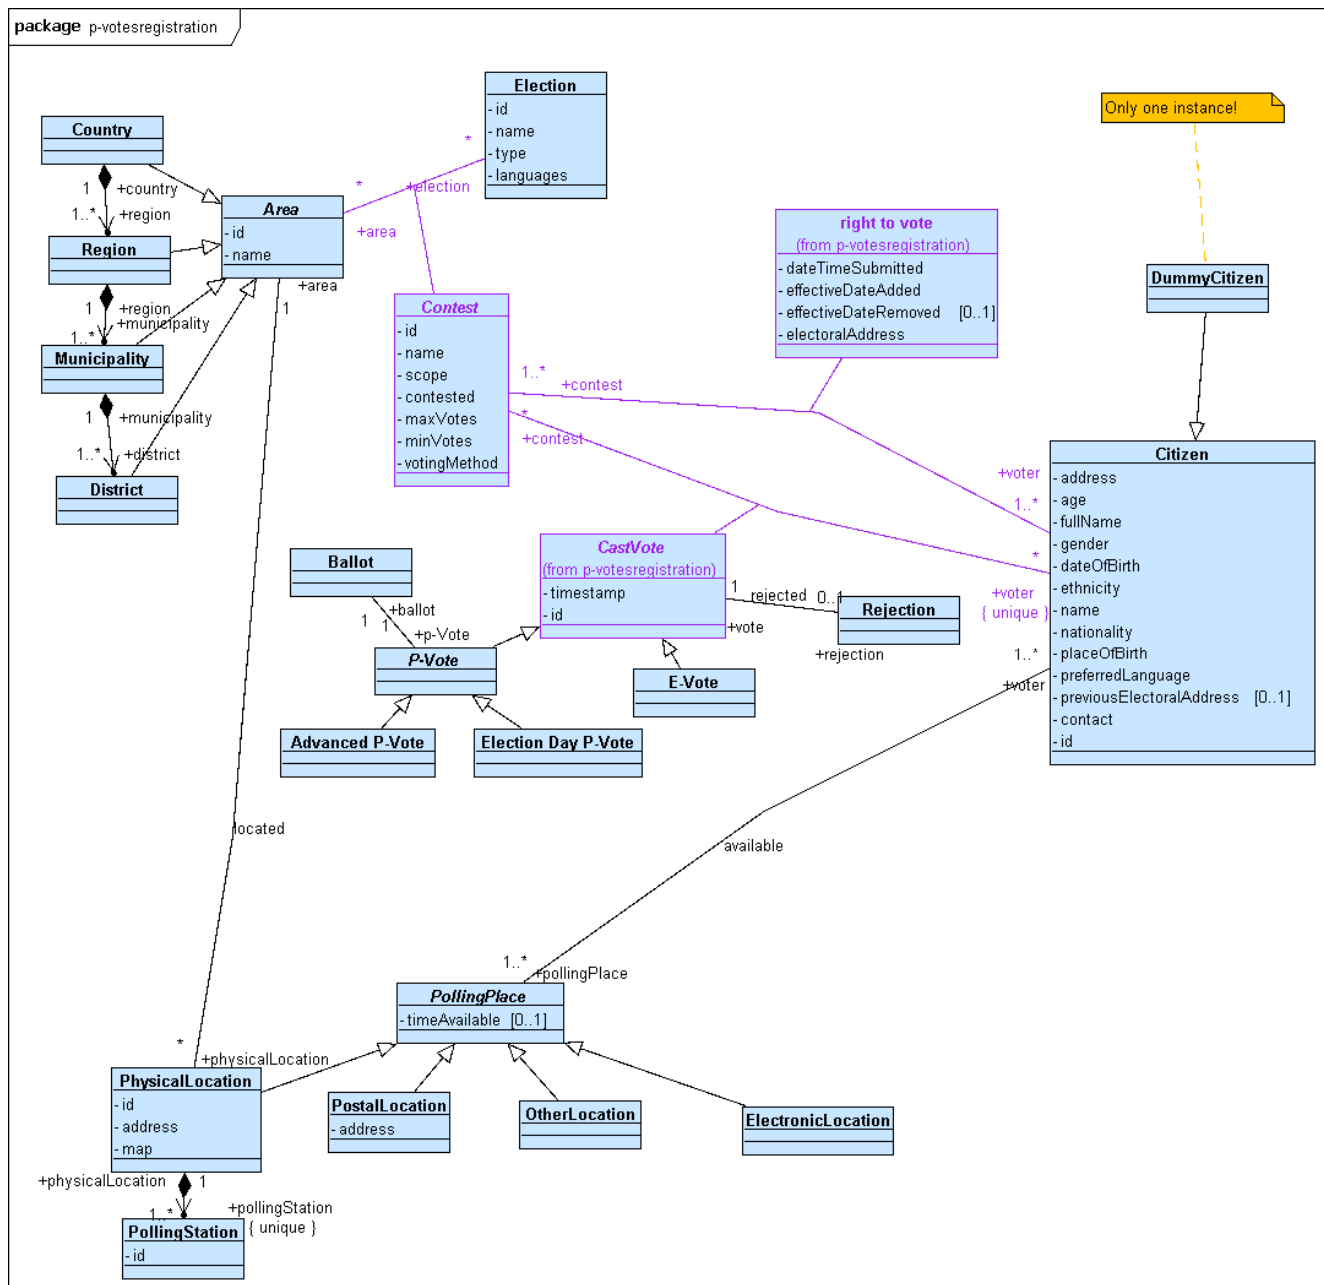 package p-votesregistration
Election
- id
- name
- type
- languages
Only one instance!
Country
1
+country
1..*
+region
Area
- id
- name
*
+election
*
+area
+area
1
Region
1
+region
+municipality
1..*
Municipality
1
+municipality
1..*
+district
District
Contest
- id
- name
- scope
- contested
- maxVotes
- minVotes
- votingMethod
right to vote
(from p-votesregistration)
- dateTimeSubmitted
- effectiveDateAdded
- effectiveDateRemoved [0..1]
- electoralAddress
DummyCitizen
1..*
+contest
*
+contest
+voter
1..*
*
+voter
{ unique }
1..*
+voter
Citizen
- address
- age
- fullName
- gender
- dateOfBirth
- ethnicity
- name
- nationality
- placeOfBirth
- preferredLanguage
- previousElectoralAddress [0..1]
- contact
- id
CastVote
(from p-votesregistration)
- timestamp
- id
1
rejected
0..1
+vote
+rejection
Rejection
Ballot
+ballot
1
1
+p-Vote
P-Vote
E-Vote
Advanced P-Vote
Election Day P-Vote
located
available
1..*
+pollingPlace
PollingPlace
- timeAvailable [0..1]
*
+physicalLocation
PhysicalLocation
- id
- address
- map
PostalLocation
- address
OtherLocation
ElectronicLocation
+physicalLocation
1
1..*
+pollingStation
{ unique }
PollingStation
- id